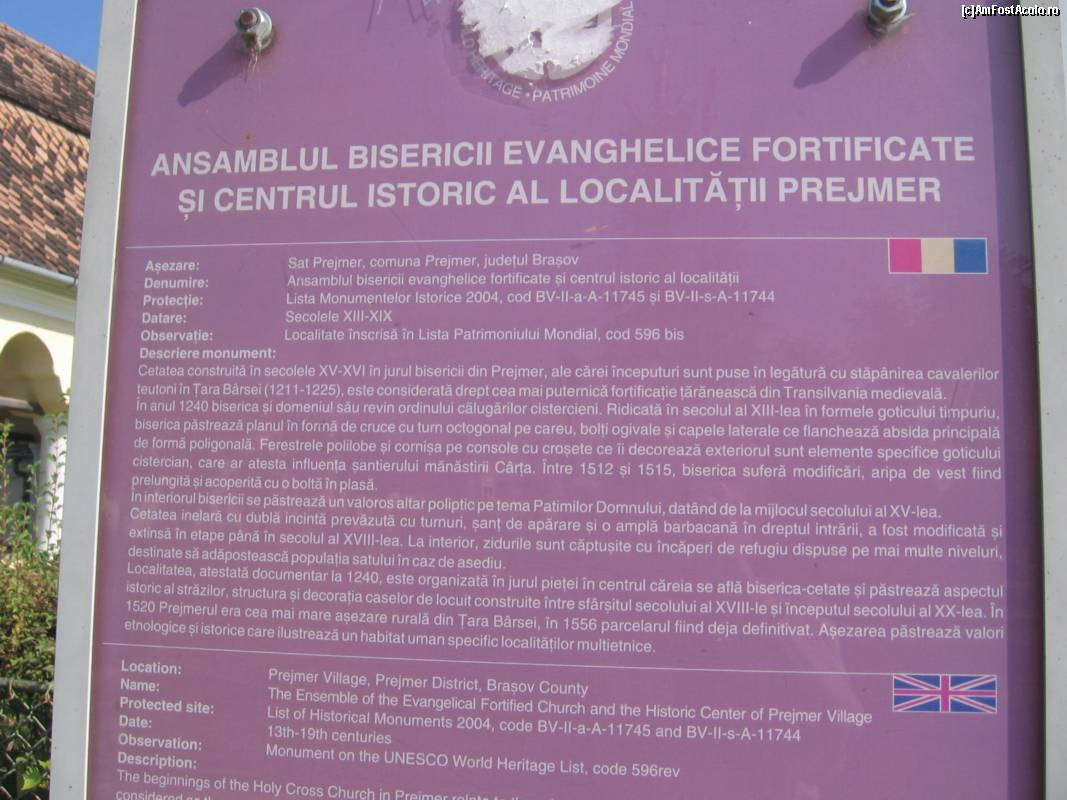 [c]AmFostAcolo.ro
HERITAGE • PATRIMOINE MONDIAL
ANSAMBLUL BISERICII EVANGHELICE FORTIFICATE
ȘI CENTRUL ISTORIC AL LOCALITĂȚII PREJMER
Așezare: Sat Prejmer, comuna Prejmer, județul Brașov
Denumire: Ansamblul bisericii evanghelice fortificate și centrul istoric al localității
Protecție: Lista Monumentelor Istorice 2004, cod BV-II-a-A-11745 și BV-II-s-A-11744
Datare: Secolele XIII-XIX
Observație: Localitate înscrisă în Lista Patrimoniului Mondial, cod 596 bis
Descriere monument:
Cetatea construită în secolele XV-XVI în jurul bisericii din Prejmer, ale cărei începuturi sunt puse în legătură cu stăpânirea cavalerilor
teutoni în Țara Bârsei (1211-1225), este considerată drept cea mai puternică fortificație țărănească din Transilvania medievală.
În anul 1240 biserica și domeniul său revin ordinului călugărilor cistercieni. Ridicată în secolul al XIII-lea în formele goticului timpuriu,
biserica păstrează planul în formă de cruce cu turn octogonal pe careu, bolți ogivale și capele laterale ce flanchează absida principală
de formă poligonală. Ferestrele polilobe și cornișa pe console cu croșete ce îi decorează exteriorul sunt elemente specifice goticului
cistercian, care ar atesta influența șantierului mănăstirii Cârța. Între 1512 și 1515, biserica suferă modificări, aripa de vest fiind
prelungită și acoperită cu o boltă în plasă.
În interiorul bisericii se păstrează un valoros altar poliptic pe tema Patimilor Domnului, datând de la mijlocul secolului al XV-lea.
Cetatea inelară cu dublă incintă prevăzută cu turnuri, șanț de apărare și o amplă barbacană în dreptul intrării, a fost modificată și
extinsă în etape până în secolul al XVIII-lea. La interior, zidurile sunt căptușite cu încăperi de refugiu dispuse pe mai multe niveluri,
destinate să adăpostească populația satului în caz de asediu.
Localitatea, atestată documentar la 1240, este organizată în jurul pieței în centrul căreia se află biserica-cetate și păstrează aspectul
istoric al străzilor, structura și decorația caselor de locuit construite între sfârșitul secolului al XVIII-le și începutul secolului al XX-lea. În
1520 Prejmerul era cea mai mare așezare rurală din Țara Bârsei, în 1556 parcelarul fiind deja definitivat. Așezarea păstrează valori
etnologice și istorice care ilustrează un habitat uman specific localităților multietnice.
Location: Prejmer Village, Prejmer District, Brașov County
Name: The Ensemble of the Evangelical Fortified Church and the Historic Center of Prejmer Village
Protected site: List of Historical Monuments 2004, code BV-II-a-A-11745 and BV-II-s-A-11744
Date: 13th-19th centuries
Observation: Monument on the UNESCO World Heritage List, code 596rev
Description:
The beginnings of the Holy Cross Church in Prejmer
considered